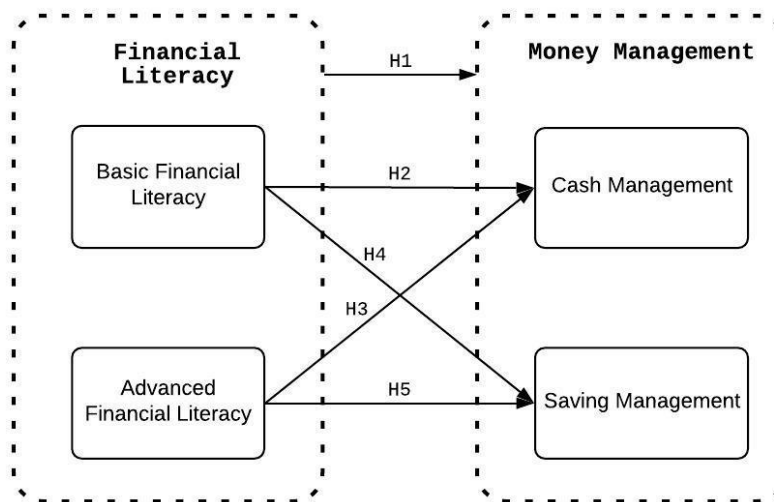 Financial
Literacy
H1
Money Management
Basic Financial
Literacy
H2
Cash Management
H4
H3
Advanced
Financial Literacy
H5
Saving Management